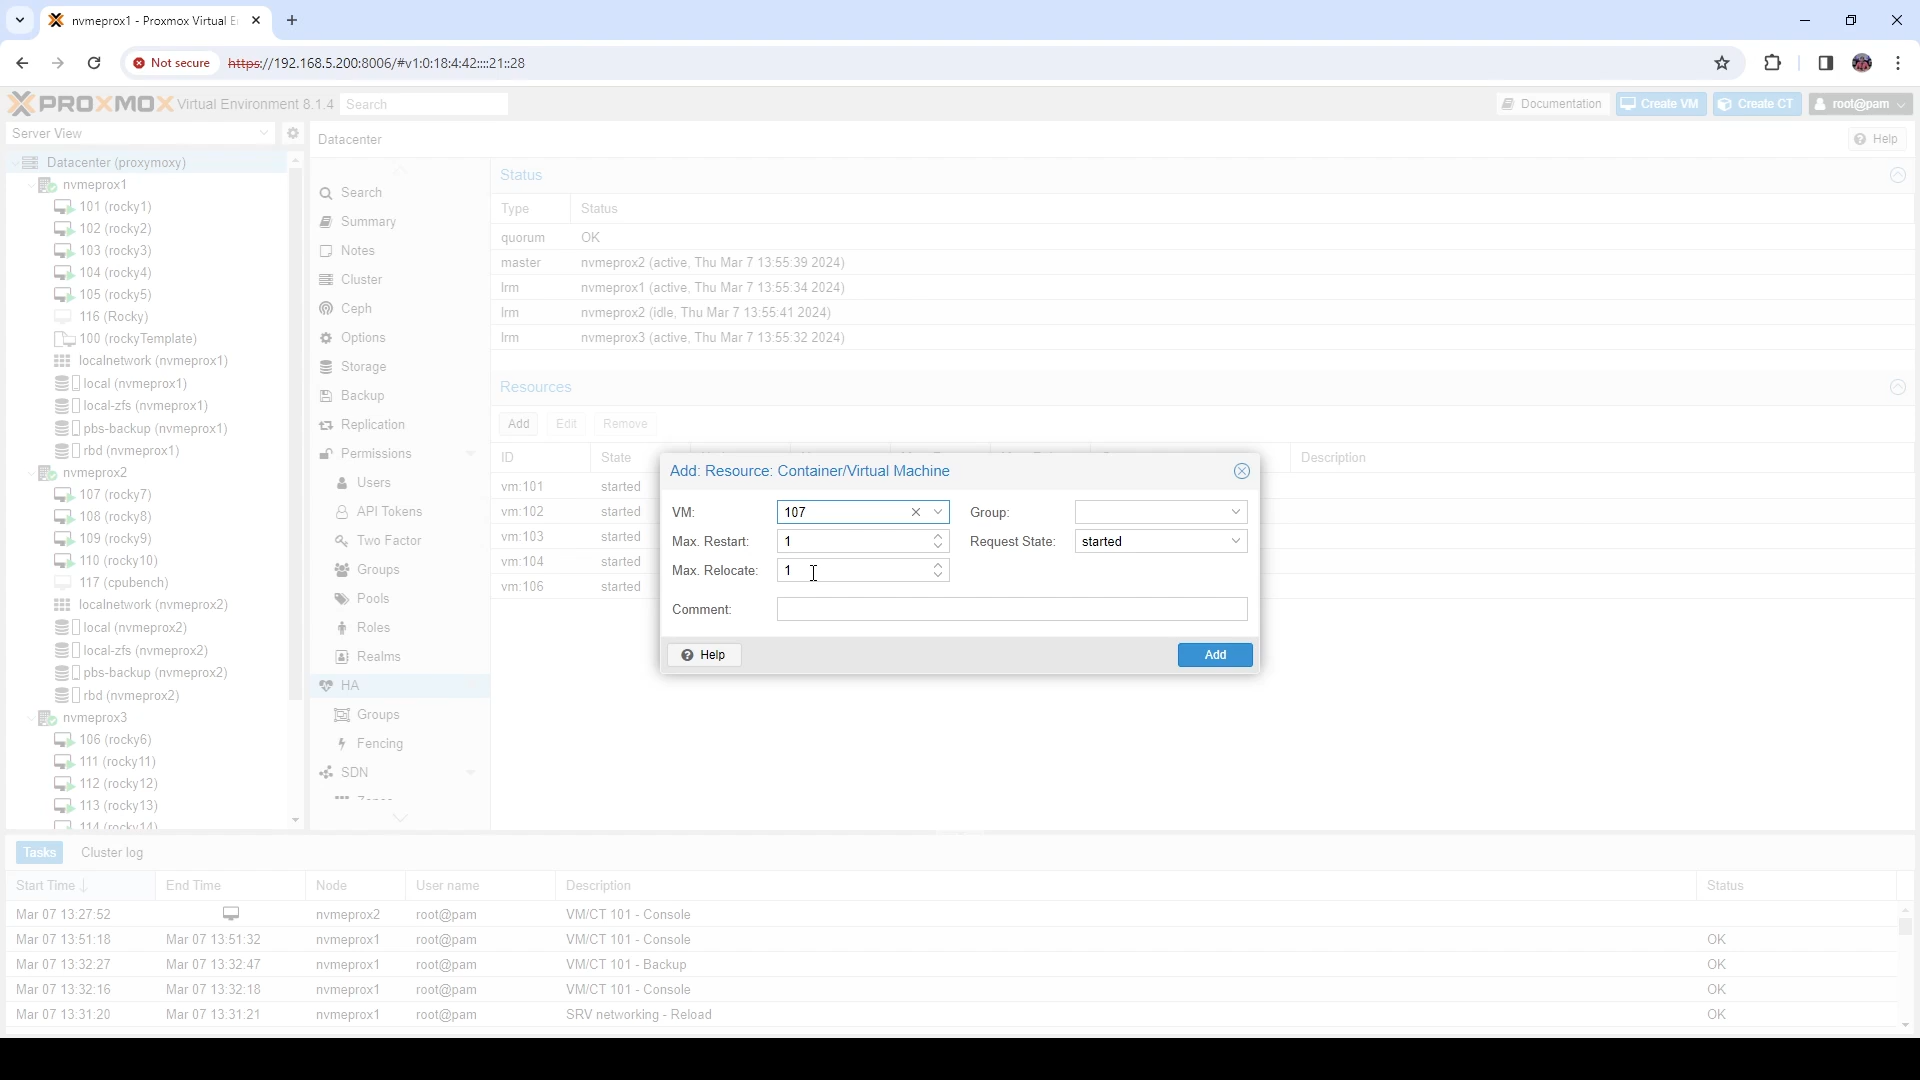 nvmeprox1 - Proxmox Virtual E
Not secure
https://192.168.5.200:8006/#v1:0:18:4:42::::21::28
PROXMOX Virtual Environment 8.1.4
Search
Documentation
Create VM
Create CT
root@pam
Server View
Datacenter
Help
Datacenter (proxymoxy)
nvmeprox1
101 (rocky1)
102 (rocky2)
103 (rocky3)
104 (rocky4)
105 (rocky5)
116 (Rocky)
100 (rockyTemplate)
localnetwork (nvmeprox1)
local (nvmeprox1)
local-zfs (nvmeprox1)
pbs-backup (nvmeprox1)
rbd (nvmeprox1)
nvmeprox2
107 (rocky7)
108 (rocky8)
109 (rocky9)
110 (rocky10)
117 (cpubench)
localnetwork (nvmeprox2)
local (nvmeprox2)
local-zfs (nvmeprox2)
pbs-backup (nvmeprox2)
rbd (nvmeprox2)
nvmeprox3
106 (rocky6)
111 (rocky11)
112 (rocky12)
113 (rocky13)
114 (rocky14)
Search
Summary
Notes
Cluster
Ceph
Options
Storage
Backup
Replication
Permissions
Users
API Tokens
Two Factor
Groups
Pools
Roles
Realms
HA
Groups
Fencing
SDN
Zones
Status
Type Status
quorum OK
master nvmeprox2 (active, Thu Mar 7 13:55:39 2024)
lrm nvmeprox1 (active, Thu Mar 7 13:55:34 2024)
lrm nvmeprox2 (idle, Thu Mar 7 13:55:41 2024)
lrm nvmeprox3 (active, Thu Mar 7 13:55:32 2024)
Resources
Add Edit Remove
ID State Description
vm:101 started
vm:102 started
vm:103 started
vm:104 started
vm:106 started
Add: Resource: Container/Virtual Machine
VM: 107 Group:
Max. Restart: 1 Request State: started
Max. Relocate: 1
Comment:
Help Add
Tasks Cluster log
Start Time End Time Node User name Description Status
Mar 07 13:27:52 nvmeprox2 root@pam VM/CT 101 - Console
Mar 07 13:51:18 Mar 07 13:51:32 nvmeprox1 root@pam VM/CT 101 - Console OK
Mar 07 13:32:27 Mar 07 13:32:47 nvmeprox1 root@pam VM/CT 101 - Backup OK
Mar 07 13:32:16 Mar 07 13:32:18 nvmeprox1 root@pam VM/CT 101 - Console OK
Mar 07 13:31:20 Mar 07 13:31:21 nvmeprox1 root@pam SRV networking - Reload OK